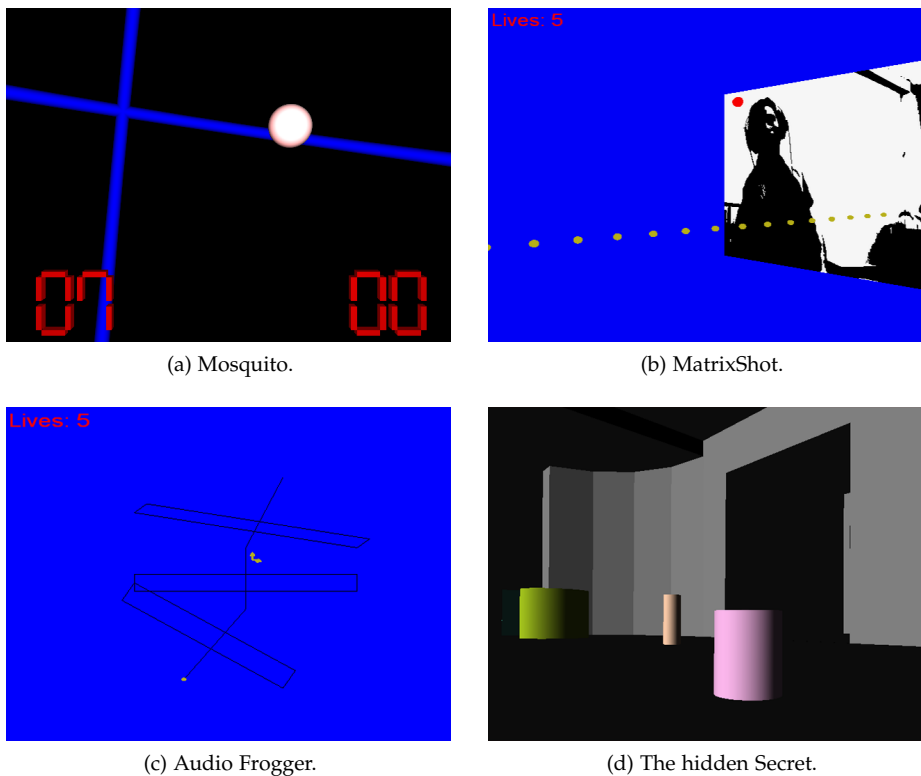 07 00
(a) Mosquito.
Lives: 5
(b) MatrixShot.
Lives: 5
(c) Audio Frogger.
(d) The hidden Secret.